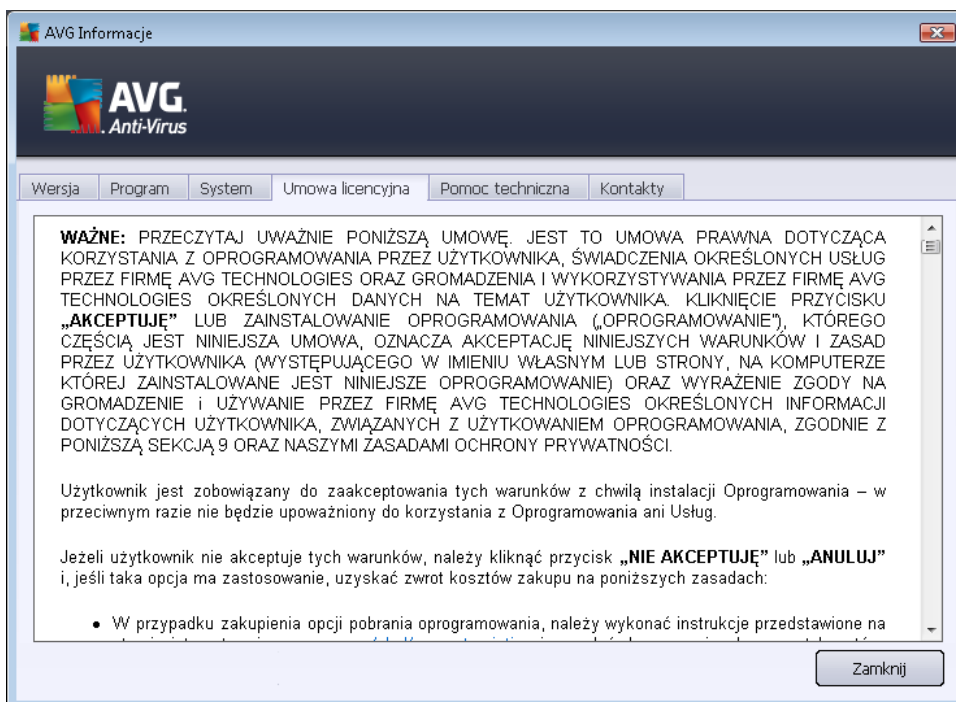 AVG Informacje
AVG.
Anti-Virus
Wersja Program System Umowa licencyjna Pomoc techniczna Kontakty
WAŻNE: PRZECZYTAJ UWAŻNIE PONIŻSZĄ UMOWĘ. JEST TO UMOWA PRAWNA DOTYCZĄCA
KORZYSTANIA Z OPROGRAMOWANIA PRZEZ UŻYTKOWNIKA, ŚWIADCZENIA OKREŚLONYCH USŁUG
PRZEZ FIRMĘ AVG TECHNOLOGIES ORAZ GROMADZENIA I WYKORZYSTYWANIA PRZEZ FIRMĘ AVG
TECHNOLOGIES OKREŚLONYCH DANYCH NA TEMAT UŻYTKOWNIKA. KLIKNIĘCIE PRZYCISKU
„AKCEPTUJĘ” LUB ZAINSTALOWANIE OPROGRAMOWANIA („OPROGRAMOWANIE”), KTÓREGO
CZĘŚCIĄ JEST NINIEJSZA UMOWA, OZNACZA AKCEPTACJĘ NINIEJSZYCH WARUNKÓW I ZASAD
PRZEZ UŻYTKOWNIKA (WYSTĘPUJĄCEGO W IMIENIU WŁASNYM LUB STRONY, NA KOMPUTERZE
KTÓREJ ZAINSTALOWANE JEST NINIEJSZE OPROGRAMOWANIE) ORAZ WYRAŻENIE ZGODY NA
GROMADZENIE i UŻYWANIE PRZEZ FIRMĘ AVG TECHNOLOGIES OKREŚLONYCH INFORMACJI
DOTYCZĄCYCH UŻYTKOWNIKA, ZWIĄZANYCH Z UŻYTKOWANIEM OPROGRAMOWANIA, ZGODNIE Z
PONIŻSZĄ SEKCJĄ 9 ORAZ NASZYMI ZASADAMI OCHRONY PRYWATNOŚCI.
Użytkownik jest zobowiązany do zaakceptowania tych warunków z chwilą instalacji Oprogramowania – w
przeciwnym razie nie będzie upoważniony do korzystania z Oprogramowania ani Usług.
Jeżeli użytkownik nie akceptuje tych warunków, należy kliknąć przycisk „NIE AKCEPTUJĘ” lub „ANULUJ”
i, jeśli taka opcja ma zastosowanie, uzyskać zwrot kosztów zakupu na poniższych zasadach:
• W przypadku zakupienia opcji pobrania oprogramowania, należy wykonać instrukcje przedstawione na
Zamknij